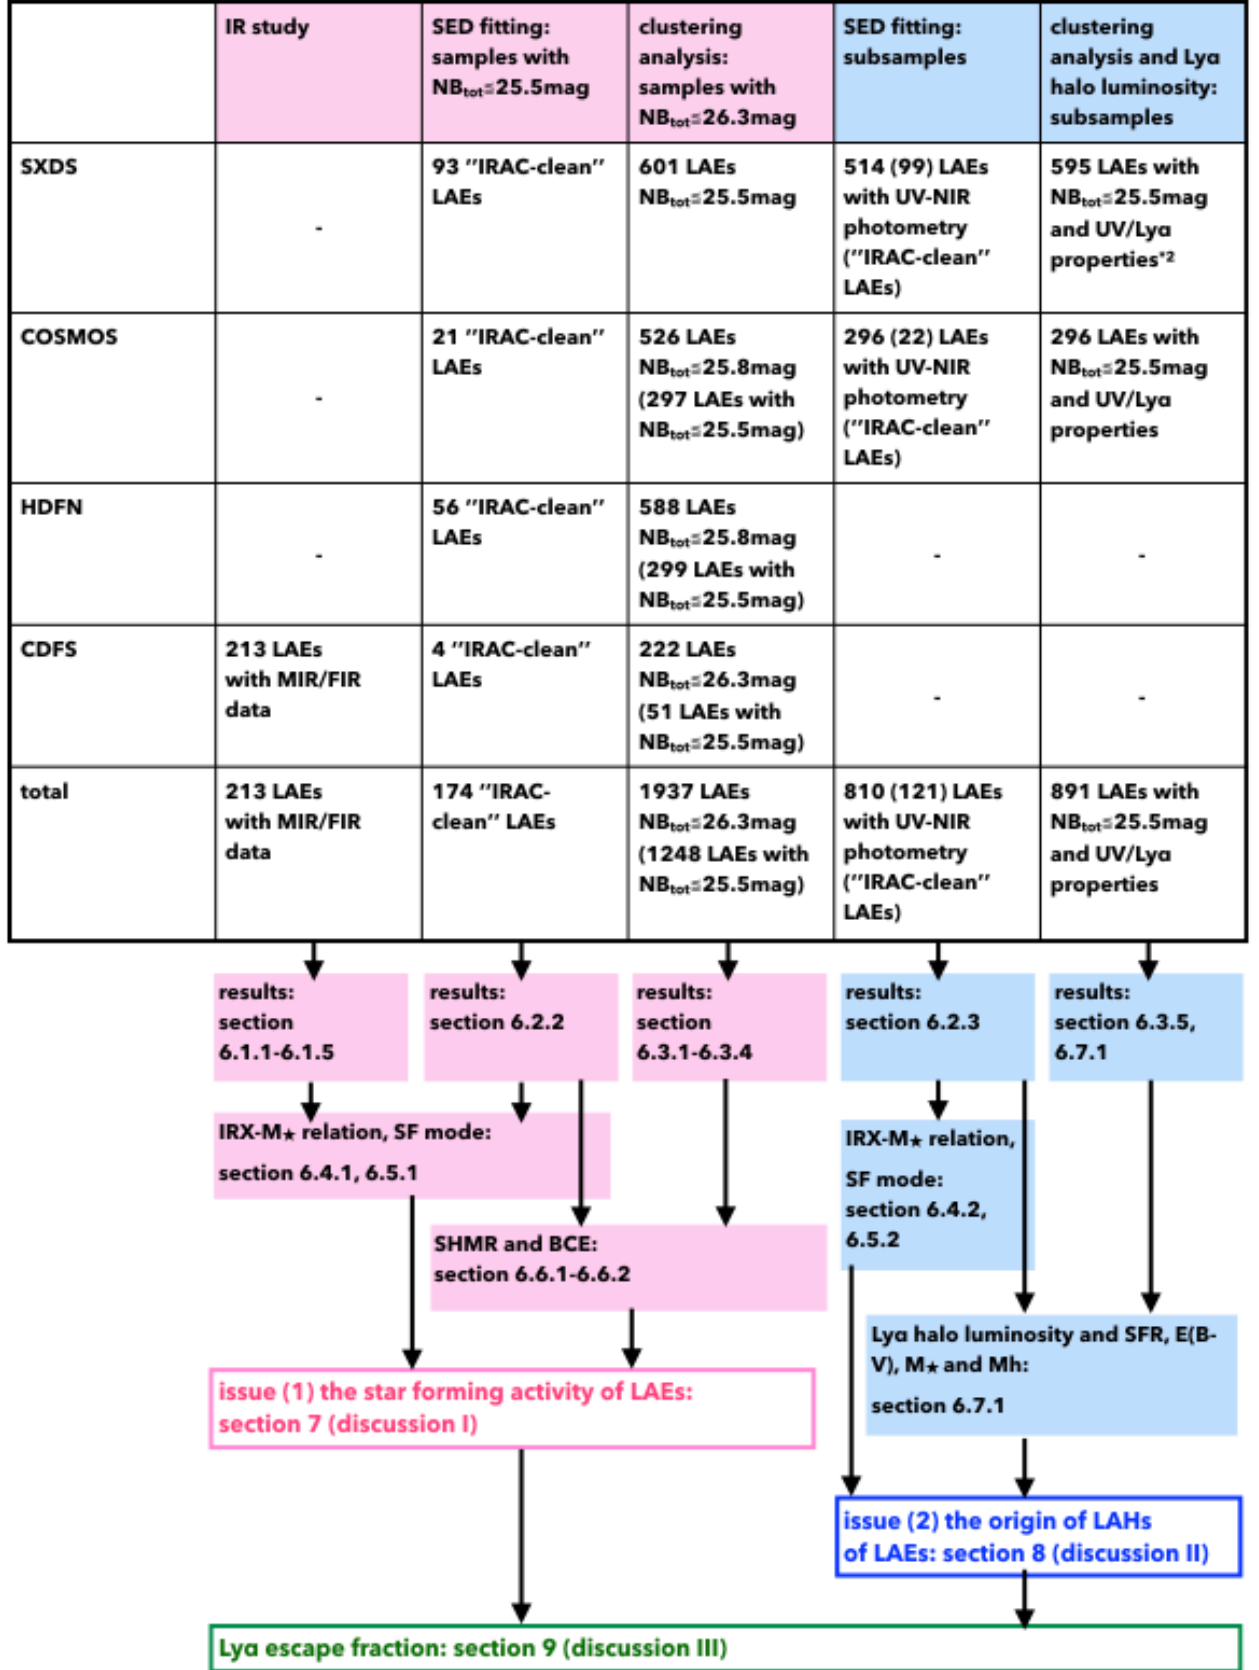 IR study
SED fitting:
samples with
NBtot≦25.5mag
clustering
analysis:
samples with
NBtot≦26.3mag
SED fitting:
subsamples
clustering
analysis and Lyα
halo luminosity:
subsamples
SXDS
-
93 "IRAC-clean"
LAEs
601 LAEs
NBtot≦25.5mag
514 (99) LAEs
with UV-NIR
photometry
("IRAC-clean"
LAEs)
595 LAEs with
NBtot≦25.5mag
and UV/Lyα
properties*2
COSMOS
-
21 "IRAC-clean"
LAEs
526 LAEs
NBtot≦25.8mag
(297 LAEs with
NBtot≦25.5mag)
296 (22) LAEs
with UV-NIR
photometry
("IRAC-clean"
LAEs)
296 LAEs with
NBtot≦25.5mag
and UV/Lyα
properties
HDFN
-
56 "IRAC-clean"
LAEs
588 LAEs
NBtot≦25.8mag
(299 LAEs with
NBtot≦25.5mag)
-
-
CDFS
213 LAEs
with MIR/FIR
data
4 "IRAC-clean"
LAEs
222 LAEs
NBtot≦26.3mag
(51 LAEs with
NBtot≦25.5mag)
-
-
total
213 LAEs
with MIR/FIR
data
174 "IRAC-
clean" LAEs
1937 LAEs
NBtot≦26.3mag
(1248 LAEs with
NBtot≦25.5mag)
810 (121) LAEs
with UV-NIR
photometry
("IRAC-clean"
LAEs)
891 LAEs with
NBtot≦25.5mag
and UV/Lyα
properties
results:
section
6.1.1-6.1.5
results:
section 6.2.2
results:
section
6.3.1-6.3.4
results:
section 6.2.3
results:
section 6.3.5,
6.7.1
IRX-M★ relation, SF mode:
section 6.4.1, 6.5.1
IRX-M★ relation,
SF mode:
section 6.4.2,
6.5.2
SHMR and BCE:
section 6.6.1-6.6.2
Lyα halo luminosity and SFR, E(B-
V), M★ and Mh:
section 6.7.1
issue (1) the star forming activity of LAEs:
section 7 (discussion I)
issue (2) the origin of LAHs
of LAEs: section 8 (discussion II)
Lyα escape fraction: section 9 (discussion III)